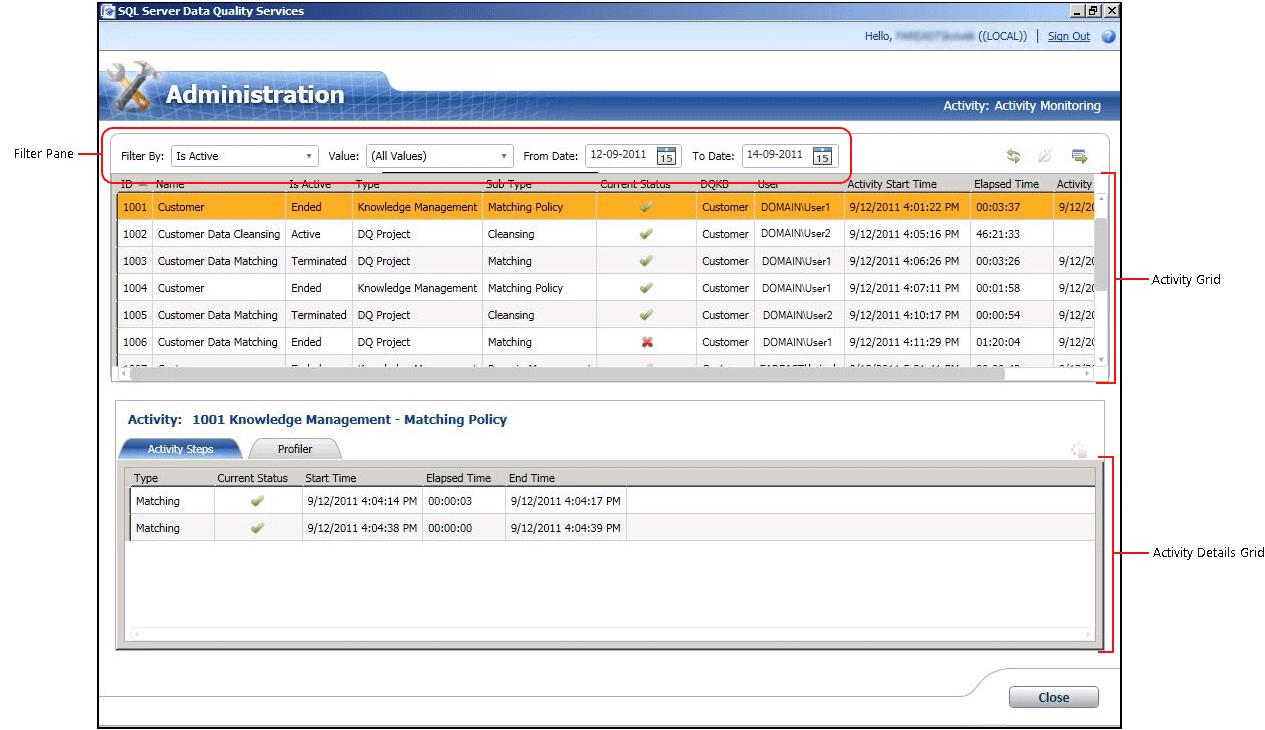 SQL Server Data Quality Services
Hello, ((LOCAL)) | Sign Out ?
Administration
Activity: Activity Monitoring
Filter Pane
Filter By: Is Active Value: (All Values) From Date: 12-09-2011 15 To Date: 14-09-2011 15
ID Name Is Active Type Sub Type Current Status DQKB User Activity Start Time Elapsed Time Activity
1001 Customer Ended Knowledge Management Matching Policy Customer DOMAIN\User1 9/12/2011 4:01:22 PM 00:03:37 9/12/20
1002 Customer Data Cleansing Active DQ Project Cleansing Customer DOMAIN\User2 9/12/2011 4:05:16 PM 46:21:33
1003 Customer Data Matching Terminated DQ Project Matching Customer DOMAIN\User1 9/12/2011 4:06:26 PM 00:03:26 9/12/20
1004 Customer Ended Knowledge Management Matching Policy Customer DOMAIN\User1 9/12/2011 4:07:11 PM 00:01:58 9/12/20
1005 Customer Data Matching Terminated DQ Project Cleansing Customer DOMAIN\User2 9/12/2011 4:10:17 PM 00:00:54 9/12/20
1006 Customer Data Matching Ended DQ Project Matching Customer DOMAIN\User1 9/12/2011 4:11:29 PM 01:20:04 9/12/20
Activity Grid
Activity: 1001 Knowledge Management - Matching Policy
Activity Steps Profiler
Type Current Status Start Time Elapsed Time End Time
Matching 9/12/2011 4:04:14 PM 00:00:03 9/12/2011 4:04:17 PM
Matching 9/12/2011 4:04:38 PM 00:00:00 9/12/2011 4:04:39 PM
Activity Details Grid
Close